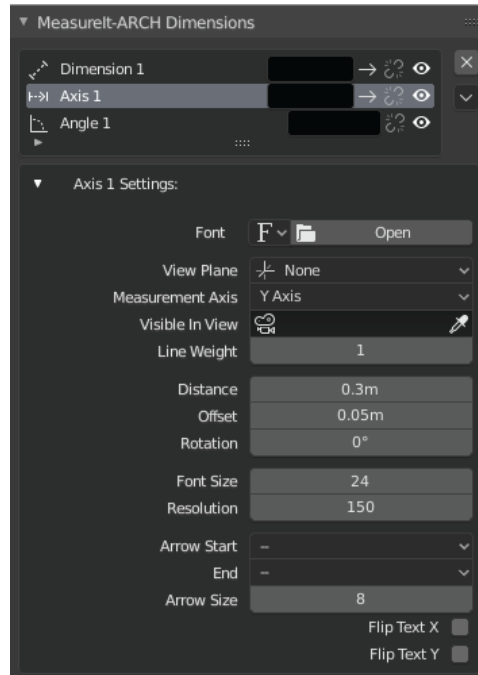 MeasureIt-ARCH Dimensions
Dimension 1
Axis 1
Angle 1
Axis 1 Settings:
Font F Open
View Plane None
Measurement Axis Y Axis
Visible In View
Line Weight 1
Distance 0.3m
Offset 0.05m
Rotation 0°
Font Size 24
Resolution 150
Arrow Start –
End –
Arrow Size 8
Flip Text X
Flip Text Y